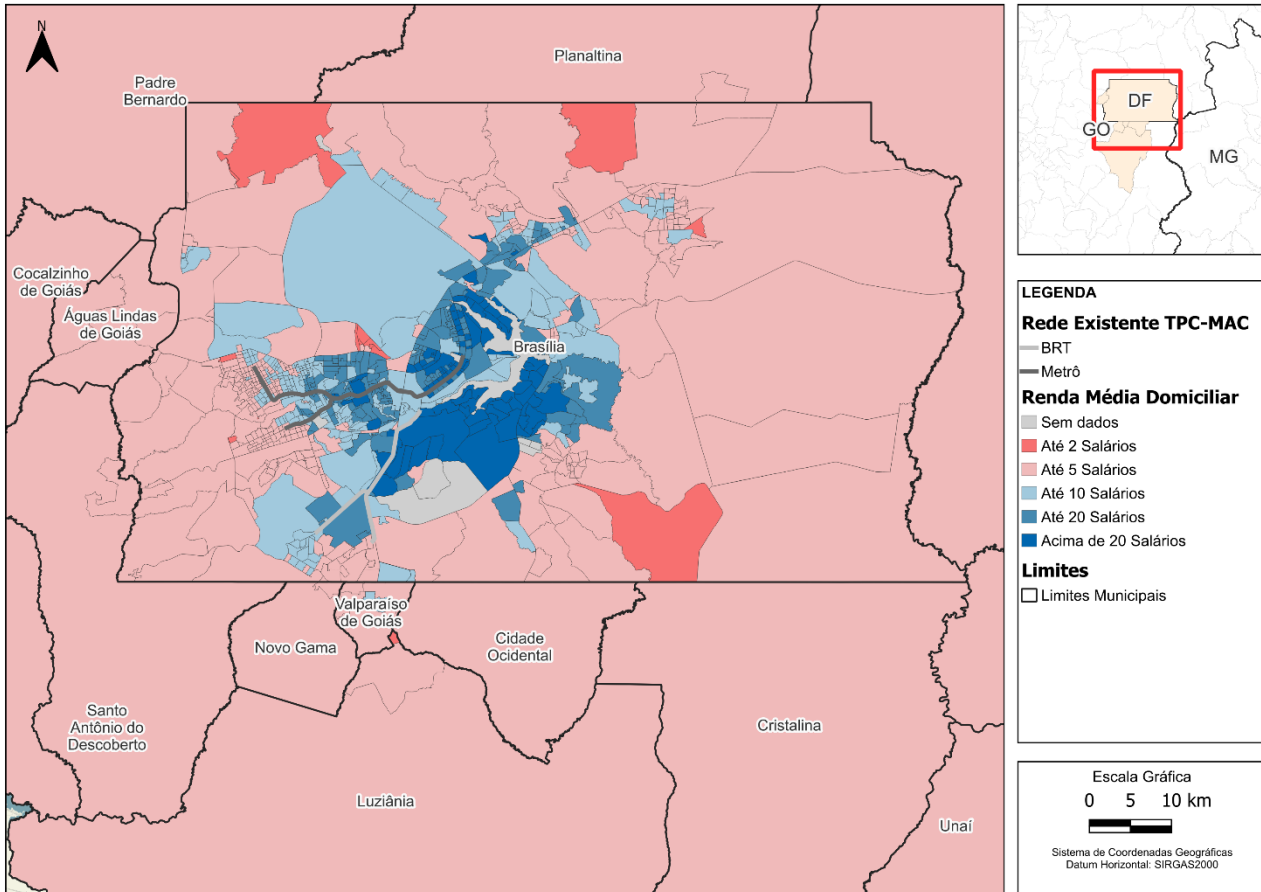 N
Planaltina
Padre
Bernardo
Cocalzinho
de Goiás
Águas Lindas
de Goiás
Brasília
Valparaíso
de Goiás
Novo Gama
Cidade
Ocidental
Santo
Antônio do
Descoberto
Cristalina
Luziânia
Unaí
DF
GO
MG
LEGENDA
Rede Existente TPC-MAC
BRT
Metrô
Renda Média Domiciliar
Sem dados
Até 2 Salários
Até 5 Salários
Até 10 Salários
Até 20 Salários
Acima de 20 Salários
Limites
Limites Municipais
Escala Gráfica
0 5 10 km
Sistema de Coordenadas Geográficas
Datum Horizontal: SIRGAS2000